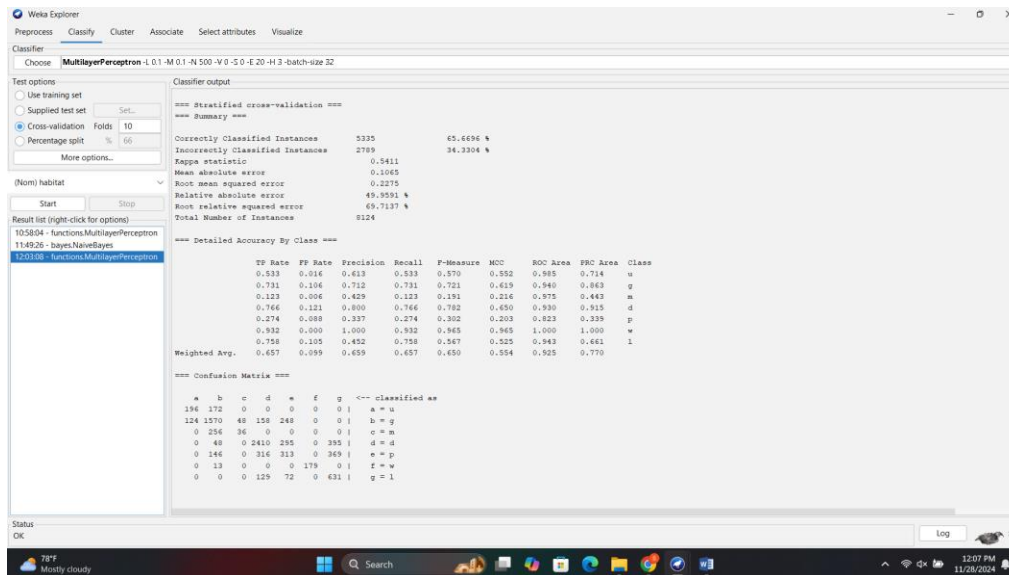 Weka Explorer
Preprocess Classify Cluster Associate Select attributes Visualize
Classifier
Choose MultilayerPerceptron -L 0.1 -M 0.1 -N 500 -V 0 -S 0 -E 20 -H 3 -batch-size 32
Test options
Use training set
Supplied test set Set...
Cross-validation Folds 10
Percentage split % 66
More options...
(Nom) habitat
Start Stop
Result list (right-click for options)
10:58:04 - functions.MultilayerPerceptron
11:49:26 - bayes.NaiveBayes
12:03:08 - functions.MultilayerPerceptron
Classifier output
=== Stratified cross-validation ===
=== Summary ===
Correctly Classified Instances 5335 65.6696 %
Incorrectly Classified Instances 2789 34.3304 %
Kappa statistic 0.5411
Mean absolute error 0.1065
Root mean squared error 0.2275
Relative absolute error 49.9591 %
Root relative squared error 69.7137 %
Total Number of Instances 8124
=== Detailed Accuracy By Class ===
TP Rate FP Rate Precision Recall F-Measure MCC ROC Area PRC Area Class
0.533 0.016 0.613 0.533 0.570 0.552 0.985 0.714 u
0.731 0.106 0.712 0.731 0.721 0.619 0.940 0.863 g
0.123 0.006 0.429 0.123 0.191 0.216 0.975 0.443 m
0.766 0.121 0.800 0.766 0.782 0.650 0.930 0.915 d
0.274 0.088 0.337 0.274 0.302 0.203 0.823 0.339 p
0.932 0.000 1.000 0.932 0.965 0.965 1.000 1.000 w
0.758 0.105 0.452 0.758 0.567 0.525 0.943 0.661 l
Weighted Avg. 0.657 0.099 0.659 0.657 0.650 0.554 0.925 0.770
=== Confusion Matrix ===
a b c d e f g <-- classified as
196 172 0 0 0 0 0 | a = u
124 1570 48 158 248 0 0 | b = g
0 256 36 0 0 0 0 | c = m
0 48 0 2410 295 0 395 | d = d
0 146 0 316 313 0 369 | e = p
0 13 0 0 0 179 0 | f = w
0 0 0 129 72 0 631 | g = l
Status
OK
Log
78°F
Mostly cloudy
Search
12:07 PM
11/28/2024